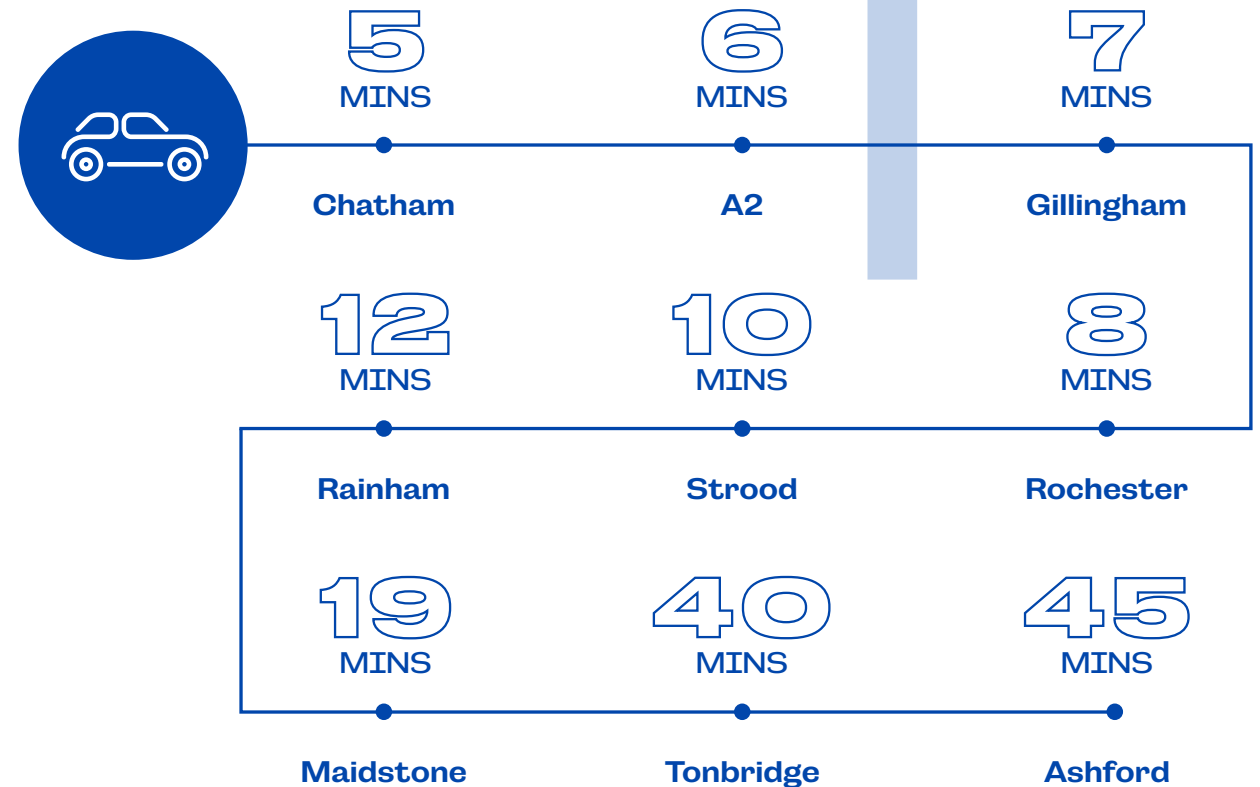 5
MINS
Chatham
6
MINS
A2
7
MINS
Gillingham
8
MINS
Rochester
10
MINS
Strood
12
MINS
Rainham
19
MINS
Maidstone
40
MINS
Tonbridge
45
MINS
Ashford